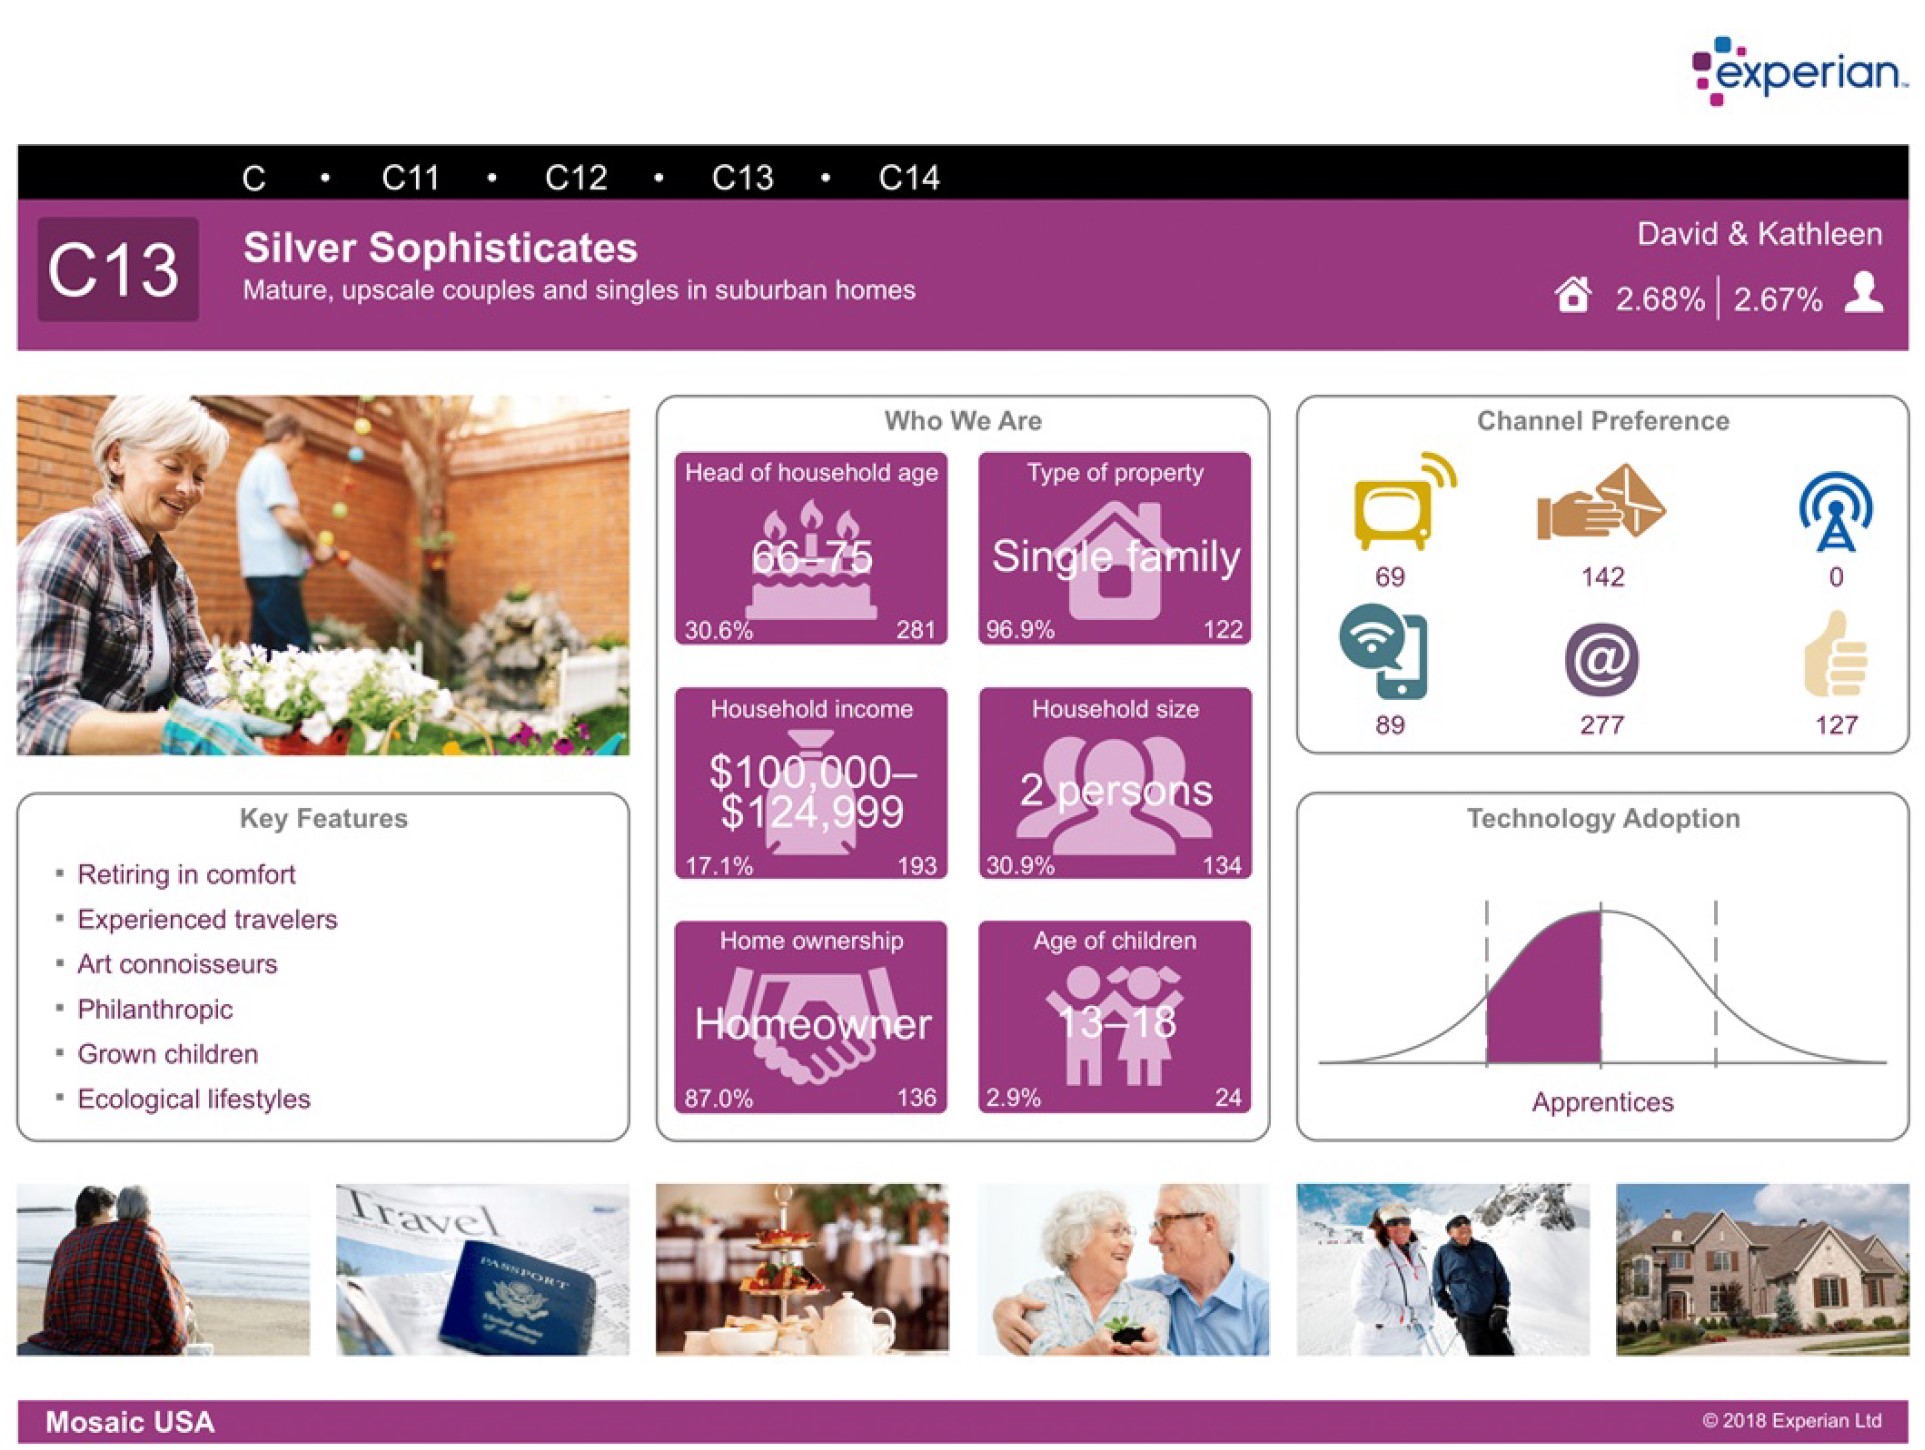 experian™
C • C11 • C12 • C13 • C14
C13
Silver Sophisticates
Mature, upscale couples and singles in suburban homes
David & Kathleen
2.68% | 2.67%
Who We Are
Head of household age
66–75
30.6% 281
Type of property
Single family
96.9% 122
Household income
$100,000–
$124,999
17.1% 193
Household size
2 persons
30.9% 134
Home ownership
Homeowner
87.0% 136
Age of children
13–18
2.9% 24
Channel Preference
69 142 0
@
89 277 127
Key Features
▪ Retiring in comfort
▪ Experienced travelers
▪ Art connoisseurs
▪ Philanthropic
▪ Grown children
▪ Ecological lifestyles
Technology Adoption
Apprentices
Travel
PASSPORT
United States
of America
Mosaic USA
© 2018 Experian Ltd